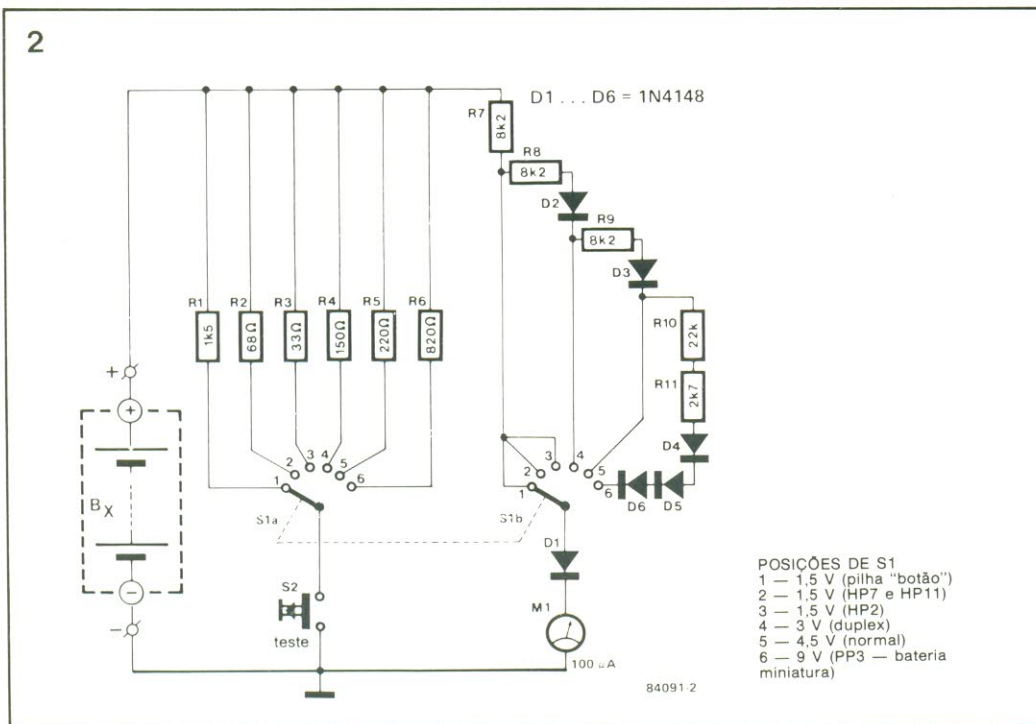 2
D1 . . . D6 = 1N4148
R7
8k2
R8
8k2
D2
R9
8k2
D3
R1
R2
R3
R4
R5
R6
1k5
68Ω
33Ω
150Ω
220Ω
820Ω
R10
22k
R11
2k7
D4
D6
D5
+
+
BX
−
−
1
2
3
4
5
6
S1a
1
2
3
4
5
6
S1b
D1
S2
teste
M1
100 µA
POSIÇÕES DE S1
1 — 1,5 V (pilha "botão")
2 — 1,5 V (HP7 e HP11)
3 — 1,5 V (HP2)
4 — 3 V (duplex)
5 — 4,5 V (normal)
6 — 9 V (PP3 — bateria
miniatura)
84091-2